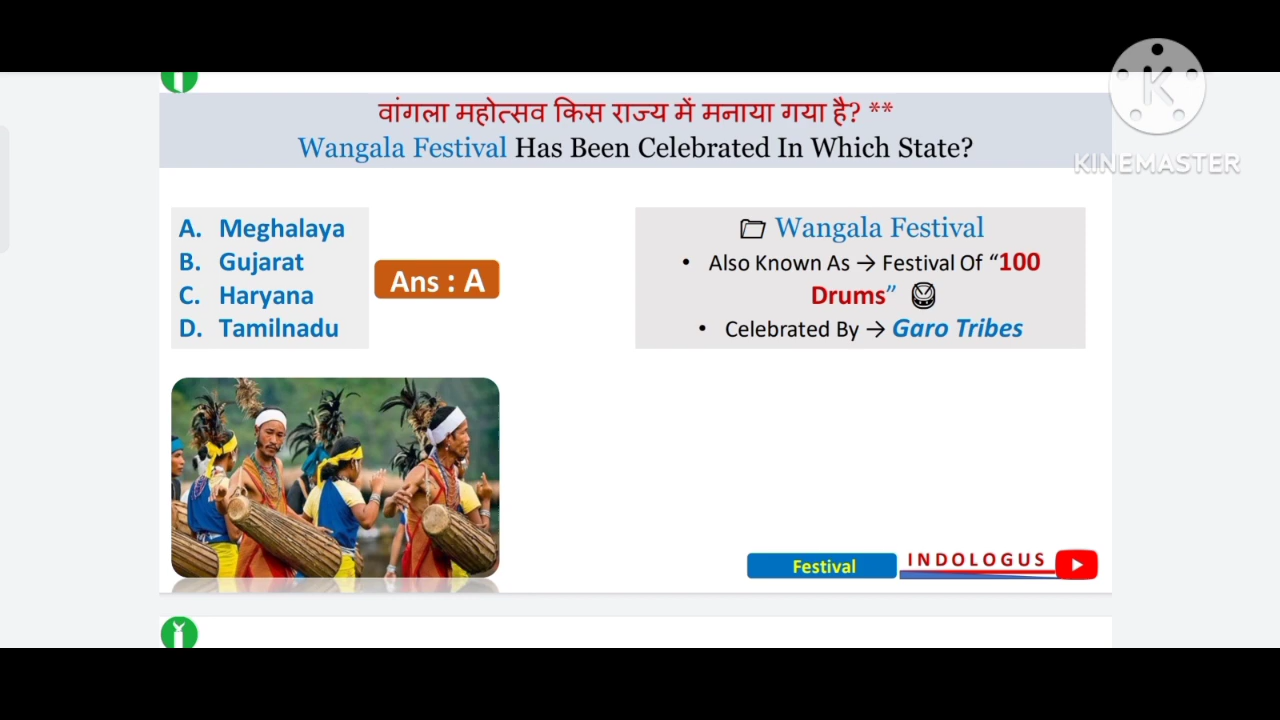 वांगला महोत्सव किस राज्य में मनाया गया है? **
Wangala Festival Has Been Celebrated In Which State?
A. Meghalaya
B. Gujarat
C. Haryana
D. Tamilnadu
Ans : A
Wangala Festival
• Also Known As → Festival Of “100
Drums”
• Celebrated By → Garo Tribes
Festival
INDOLOGUS
K
KINEMASTER